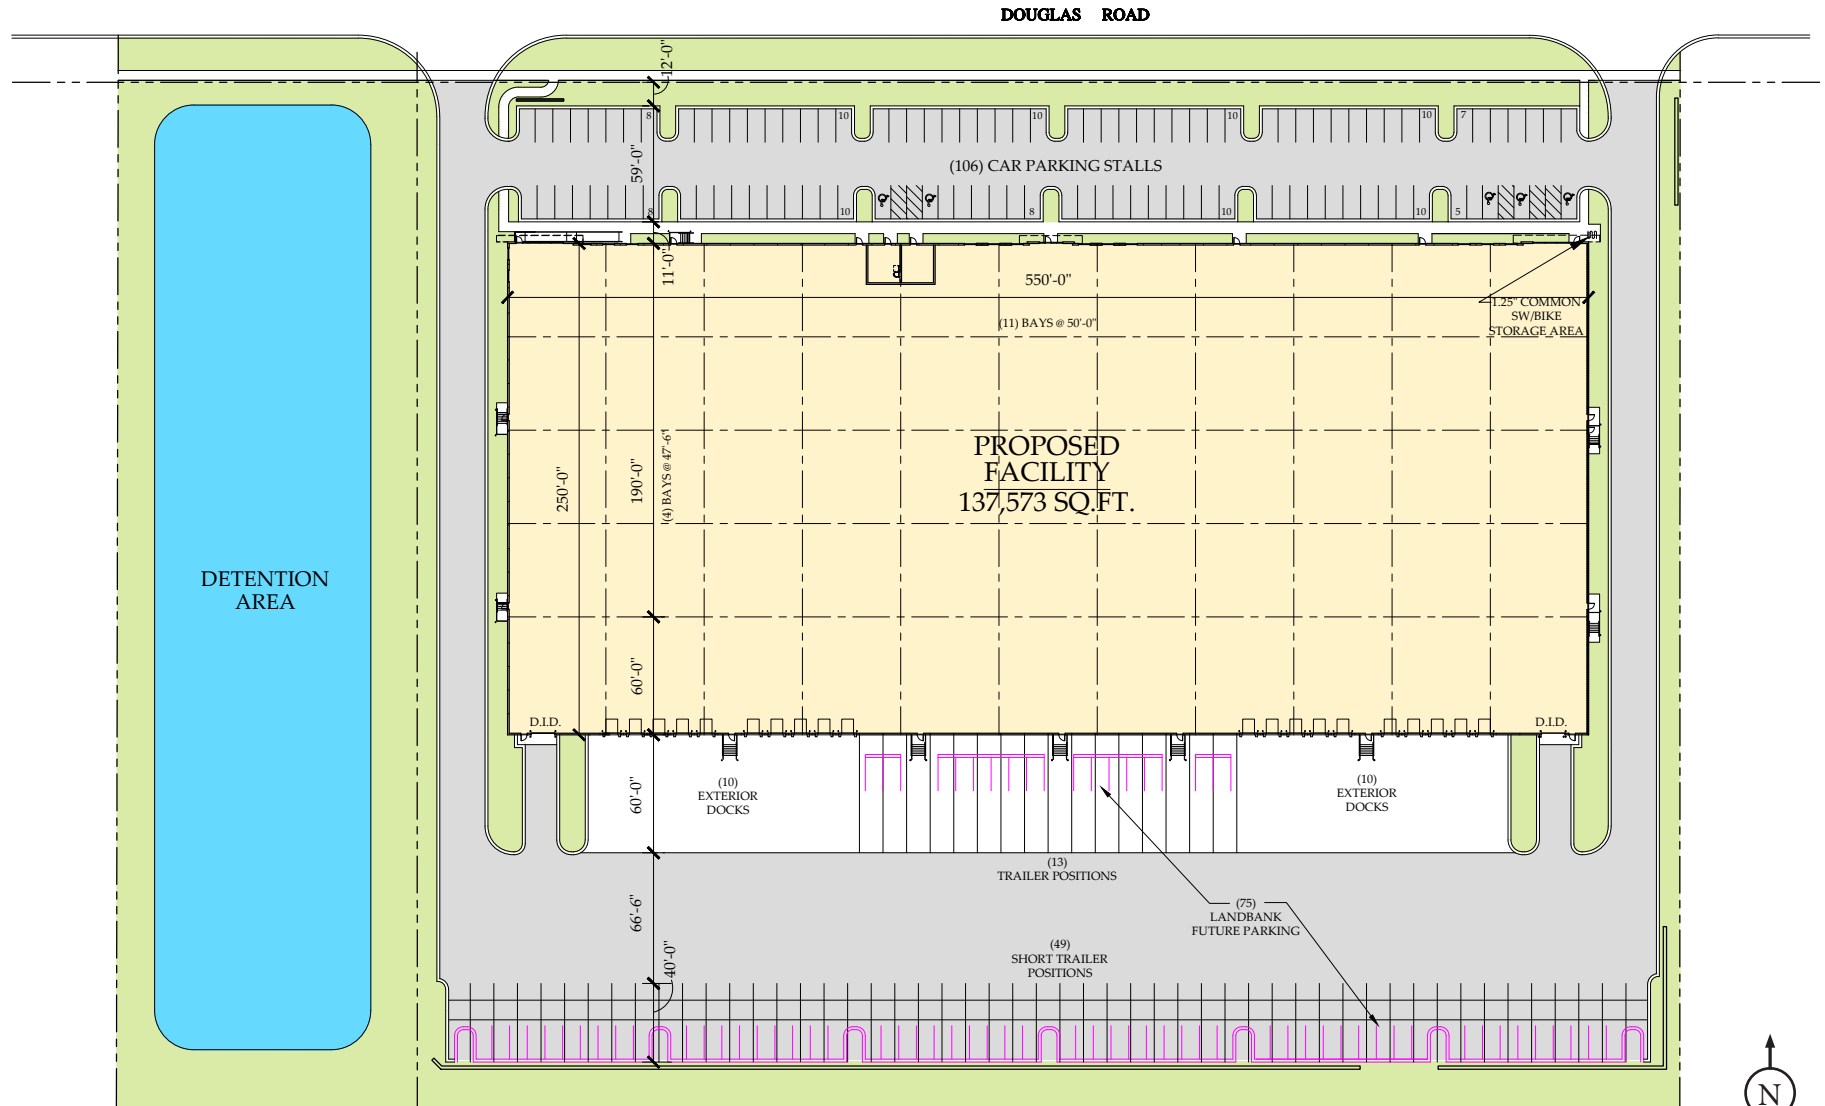 DOUGLAS ROAD
12'-0"
8
10
10
10
10
7
59'-0"
(106) CAR PARKING STALLS
8
10
8
10
10
5
11'-0"
550'-0"
(11) BAYS @ 50'-0"
1.25" COMMON
SW/BIKE
STORAGE AREA
PROPOSED
FACILITY
137,573 SQ.FT.
250'-0"
190'-0"
(4) BAYS @ 47'-6"
DETENTION
AREA
60'-0"
D.I.D.
D.I.D.
60'-0"
(10)
EXTERIOR
DOCKS
(10)
EXTERIOR
DOCKS
(13)
TRAILER POSITIONS
66'-6"
(75)
LANDBANK
FUTURE PARKING
40'-0"
(49)
SHORT TRAILER
POSITIONS
N